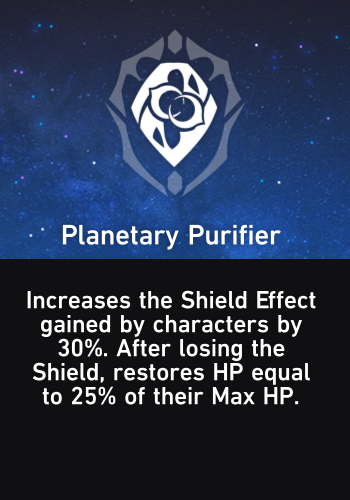 Planetary Purifier
Increases the Shield Effect
gained by characters by
30%. After losing the
Shield, restores HP equal
to 25% of their Max HP.